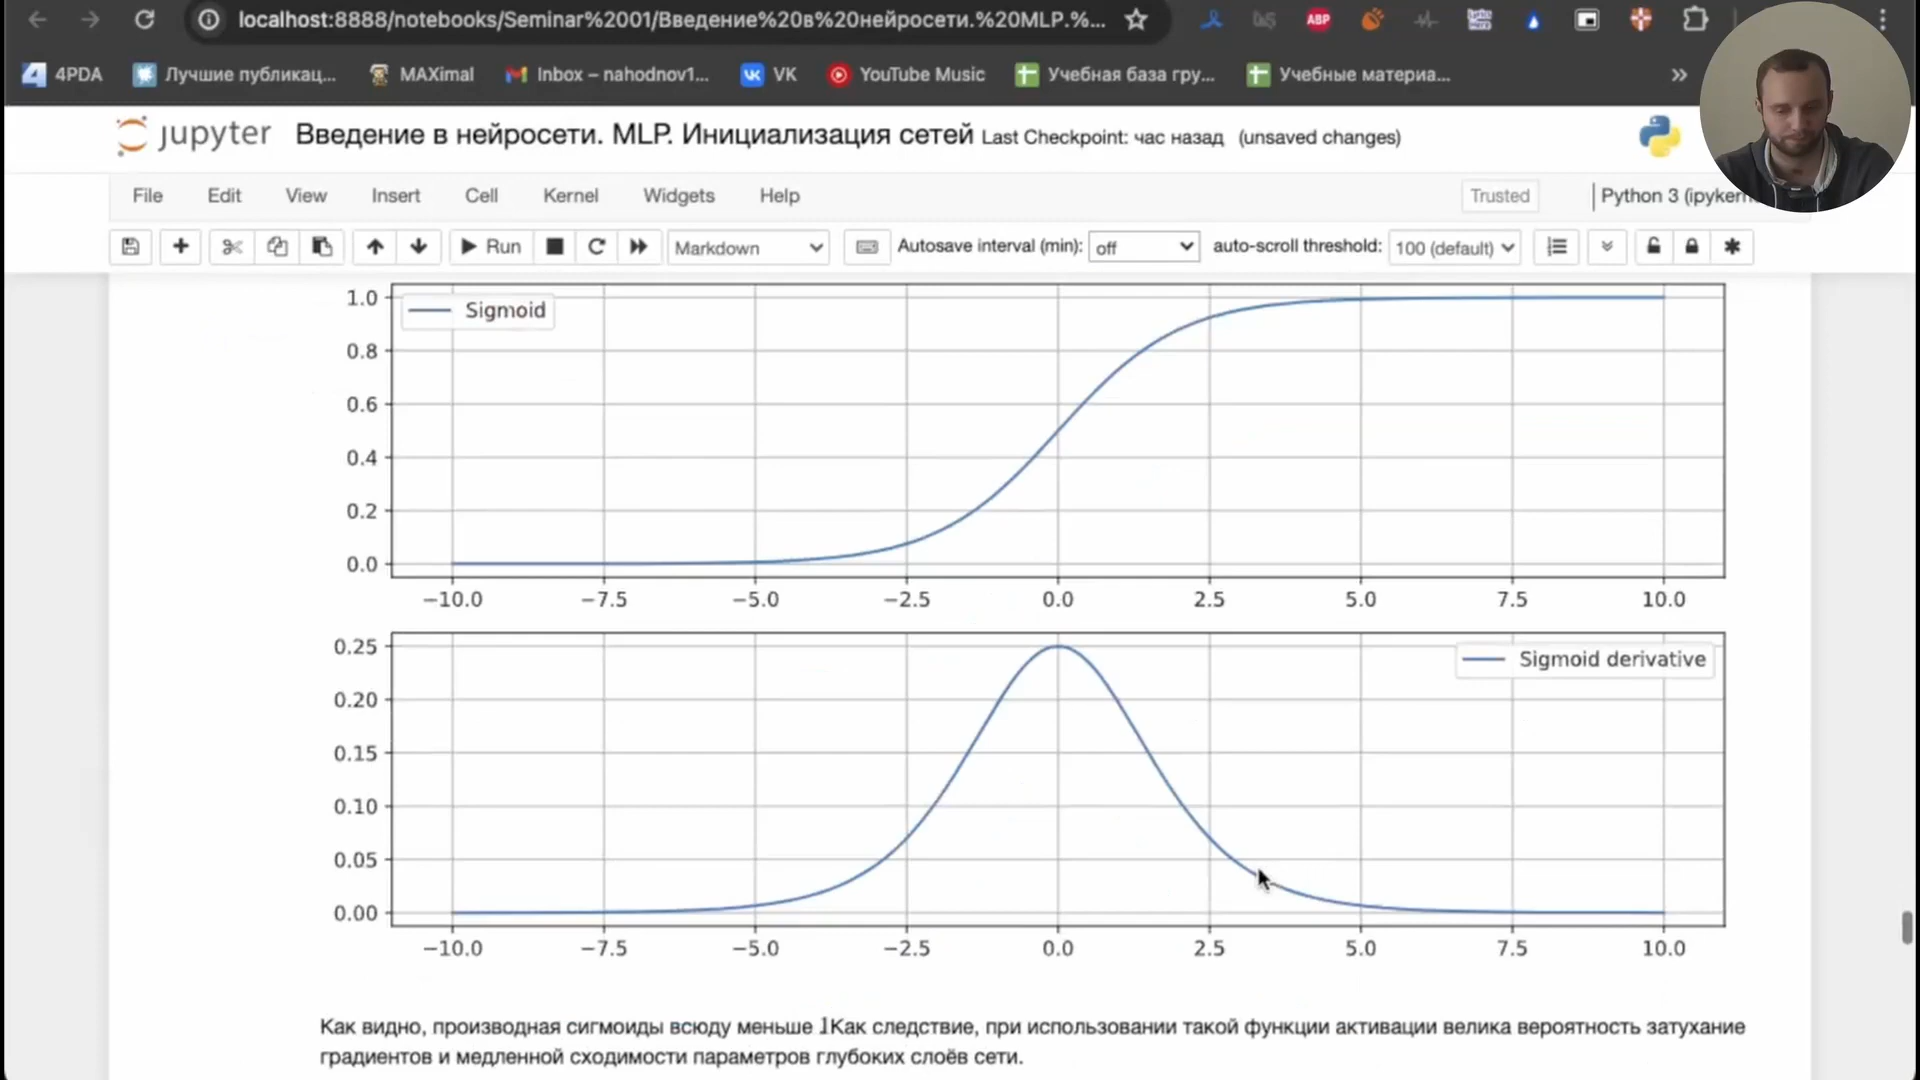 localhost:8888/notebooks/Seminar%2001/Введение%20в%20нейросети.%20MLP.%...
ABP
4PDA
Лучшие публикац...
MAXimal
Inbox – nahodnov1...
VK
YouTube Music
Учебная база гру...
Учебные материа...
»
jupyter Введение в нейросети. MLP. Инициализация сетей Last Checkpoint: час назад (unsaved changes)
File Edit View Insert Cell Kernel Widgets Help Trusted Python 3 (ipykern
Run Markdown Autosave interval (min): off auto-scroll threshold: 100 (default)
Sigmoid
1.0
0.8
0.6
0.4
0.2
0.0
−10.0 −7.5 −5.0 −2.5 0.0 2.5 5.0 7.5 10.0
Sigmoid derivative
0.25
0.20
0.15
0.10
0.05
0.00
−10.0 −7.5 −5.0 −2.5 0.0 2.5 5.0 7.5 10.0
Как видно, производная сигмоиды всюду меньше 1Как следствие, при использовании такой функции активации велика вероятность затухание
градиентов и медленной сходимости параметров глубоких слоёв сети.